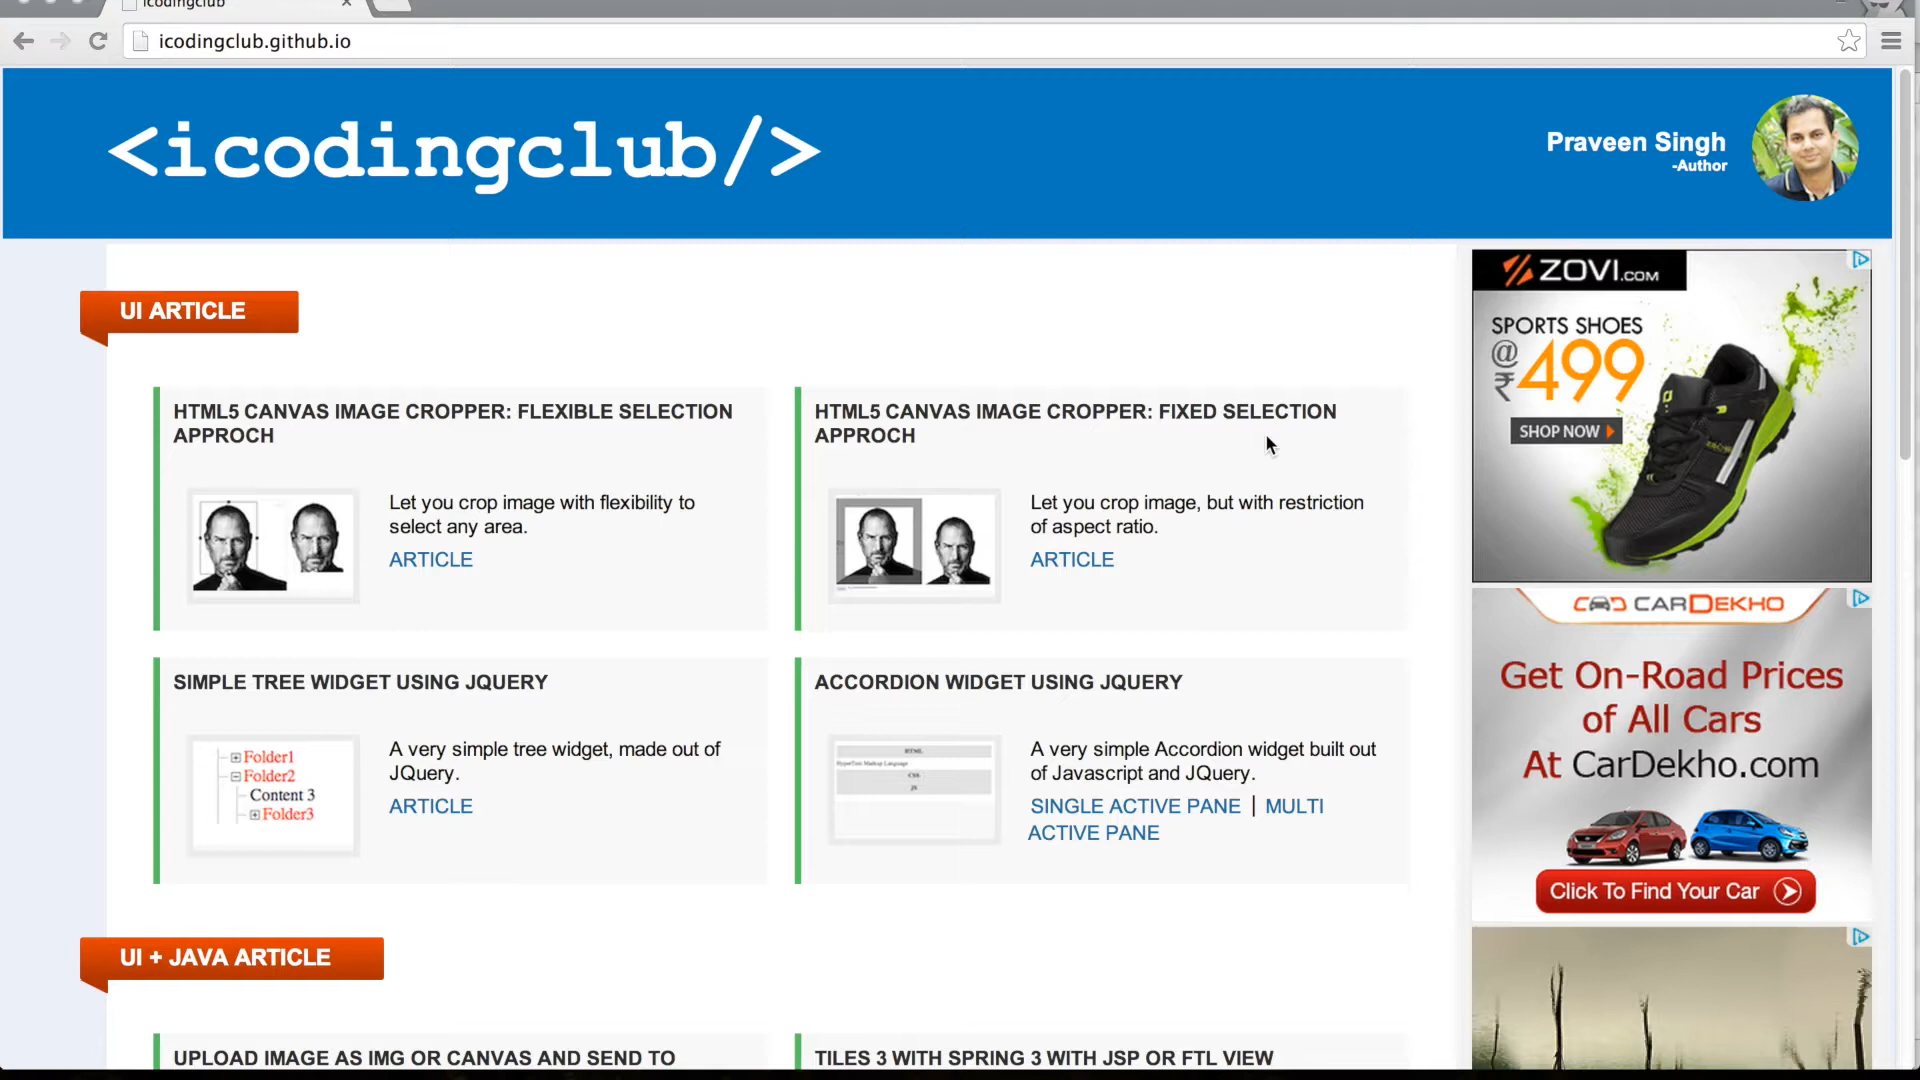 icodingclub
icodingclub.github.io
<icodingclub/>
Praveen Singh
-Author
UI ARTICLE
HTML5 CANVAS IMAGE CROPPER: FLEXIBLE SELECTION
APPROCH
Let you crop image with flexibility to
select any area.
ARTICLE
HTML5 CANVAS IMAGE CROPPER: FIXED SELECTION
APPROCH
Let you crop image, but with restriction
of aspect ratio.
ARTICLE
SIMPLE TREE WIDGET USING JQUERY
Folder1
Folder2
Content 3
Folder3
A very simple tree widget, made out of
JQuery.
ARTICLE
ACCORDION WIDGET USING JQUERY
HTML
HyperText Markup Language
CSS
JS
A very simple Accordion widget built out
of Javascript and JQuery.
SINGLE ACTIVE PANE | MULTI
ACTIVE PANE
UI + JAVA ARTICLE
UPLOAD IMAGE AS IMG OR CANVAS AND SEND TO
TILES 3 WITH SPRING 3 WITH JSP OR FTL VIEW
ZOVI.COM
SPORTS SHOES
@ ₹499
SHOP NOW
CARDEKHO
Get On-Road Prices
of All Cars
At CarDekho.com
Click To Find Your Car